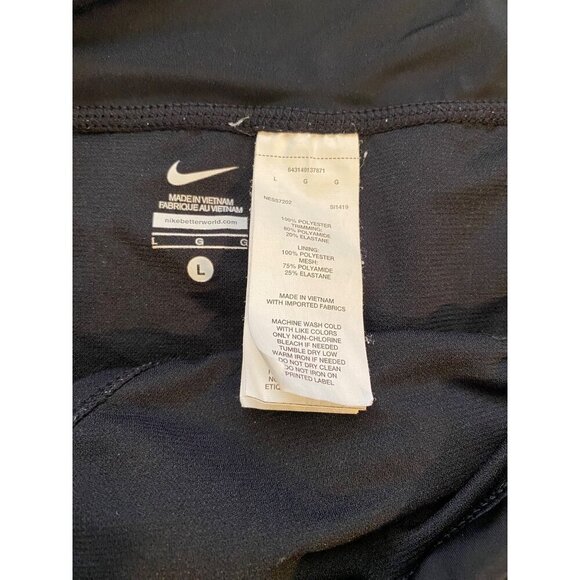 MADE IN VIETNAM
FABRIQUE AU VIETNAM
nikebetterworld.com
L G G
L
643149137871
L G G
NESS7202 SI1419
100% POLYESTER
TRIMMING:
80% POLYAMIDE
20% ELASTANE
LINING:
100% POLYESTER
MESH:
75% POLYAMIDE
25% ELASTANE
MADE IN VIETNAM
WITH IMPORTED FABRICS
MACHINE WASH COLD
WITH LIKE COLORS
ONLY NON-CHLORINE
BLEACH IF NEEDED
TUMBLE DRY LOW
WARM IRON IF NEEDED
DO NOT DRY CLEAN
DO NOT IRON ON
PRINTED LABEL